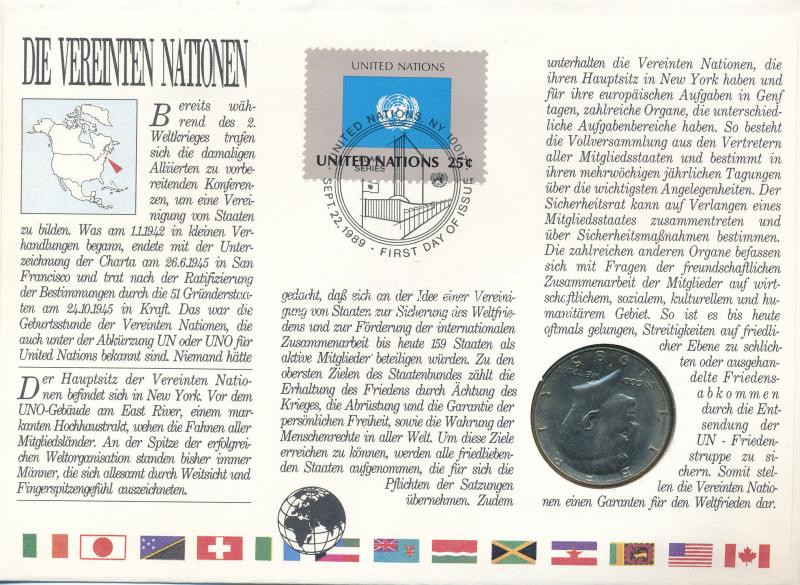 DIE VEREINTEN NATIONEN
Bereits wäh-
rend des 2.
Weltkrieges trafen
sich die damaligen
Alliierten zu vorbe-
reitenden Konferen-
zen, um eine Verei-
nigung von Staaten
zu bilden. Was am 1.1.1942 in kleinen Ver-
handlungen begann, endete mit der Unter-
zeichnung der Charta am 26.6.1945 in San
Francisco und trat nach der Ratifizierung
der Bestimmungen durch die 51 Gründerstaa-
ten am 24.10.1945 in Kraft. Das war die
Geburtsstunde der Vereinten Nationen, die
auch unter der Abkürzung UN oder UNO für
United Nations bekannt sind. Niemand hätte
Der Hauptsitz der Vereinten Natio-
nen befindet sich in New York. Vor dem
UNO-Gebäude am East River, einem mar-
kanten Hochhaustrakt, wehen die Fahnen aller
Mitgliedsländer. An der Spitze der erfolgrei-
chen Weltorganisation standen bisher immer
Männer, die sich allesamt durch Weitsicht und
Fingerspitzengefühl auszeichneten.
UNITED NATIONS
UNITED NATIONS 25¢
SERIES
UNITED NATIONS, NY 10017
SEPT. 22, 1989 - FIRST DAY OF ISSUE
gedacht, daß sich an der Idee einer Vereini-
gung von Staaten zur Sicherung des Weltfrie-
dens und zur Förderung der internationalen
Zusammenarbeit bis heute 159 Staaten als
aktive Mitglieder beteiligen würden. Zu den
obersten Zielen des Staatenbundes zählt die
Erhaltung des Friedens durch Ächtung des
Krieges, die Abrüstung und die Garantie der
persönlichen Freiheit, sowie die Wahrung der
Menschenrechte in aller Welt. Um diese Ziele
erreichen zu können, werden alle friedlieben-
den Staaten aufgenommen, die für sich die
Pflichten der Satzungen
übernehmen. Zudem
unterhalten die Vereinten Nationen, die
ihren Hauptsitz in New York haben und
für ihre europäischen Aufgaben in Genf
tagen, zahlreiche Organe, die unterschied-
liche Aufgabenbereiche haben. So besteht
die Vollversammlung aus den Vertretern
aller Mitgliedsstaaten und bestimmt in
ihren mehrwöchigen jährlichen Tagungen
über die wichtigsten Angelegenheiten. Der
Sicherheitsrat kann auf Verlangen eines
Mitgliedsstaates zusammentreten und
über Sicherheitsmaßnahmen bestimmen.
Die zahlreichen anderen Organe befassen
sich mit Fragen der freundschaftlichen
Zusammenarbeit der Mitglieder auf wirt-
schaftlichem, sozialem, kulturellem und hu-
manitärem Gebiet. So ist es bis heute
oftmals gelungen, Streitigkeiten auf friedli-
cher Ebene zu schlich-
ten oder ausgehan-
delte Friedens-
abkommen
durch die Ent-
sendung der
UN - Frieden-
struppe zu si-
chern. Somit stel-
len die Vereinten Natio-
nen einen Garanten für den Weltfrieden dar.
LIBERIA
1985